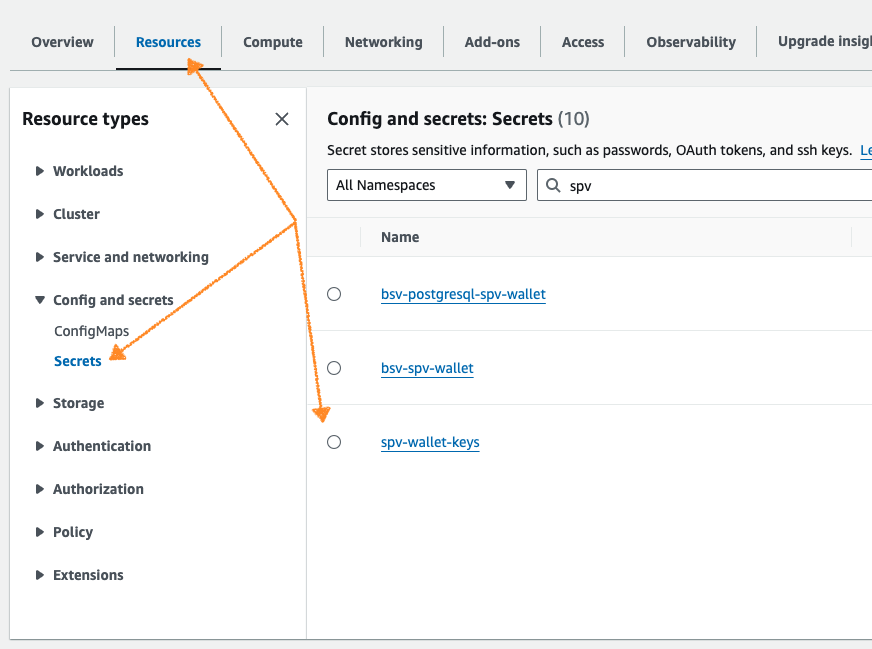 Overview Resources Compute Networking Add-ons Access Observability Upgrade insigh
Resource types
Workloads
Cluster
Service and networking
Config and secrets
ConfigMaps
Secrets
Storage
Authentication
Authorization
Policy
Extensions
Config and secrets: Secrets (10)
Secret stores sensitive information, such as passwords, OAuth tokens, and ssh keys. Le
All Namespaces spv
Name
bsv-postgresql-spv-wallet
bsv-spv-wallet
spv-wallet-keys